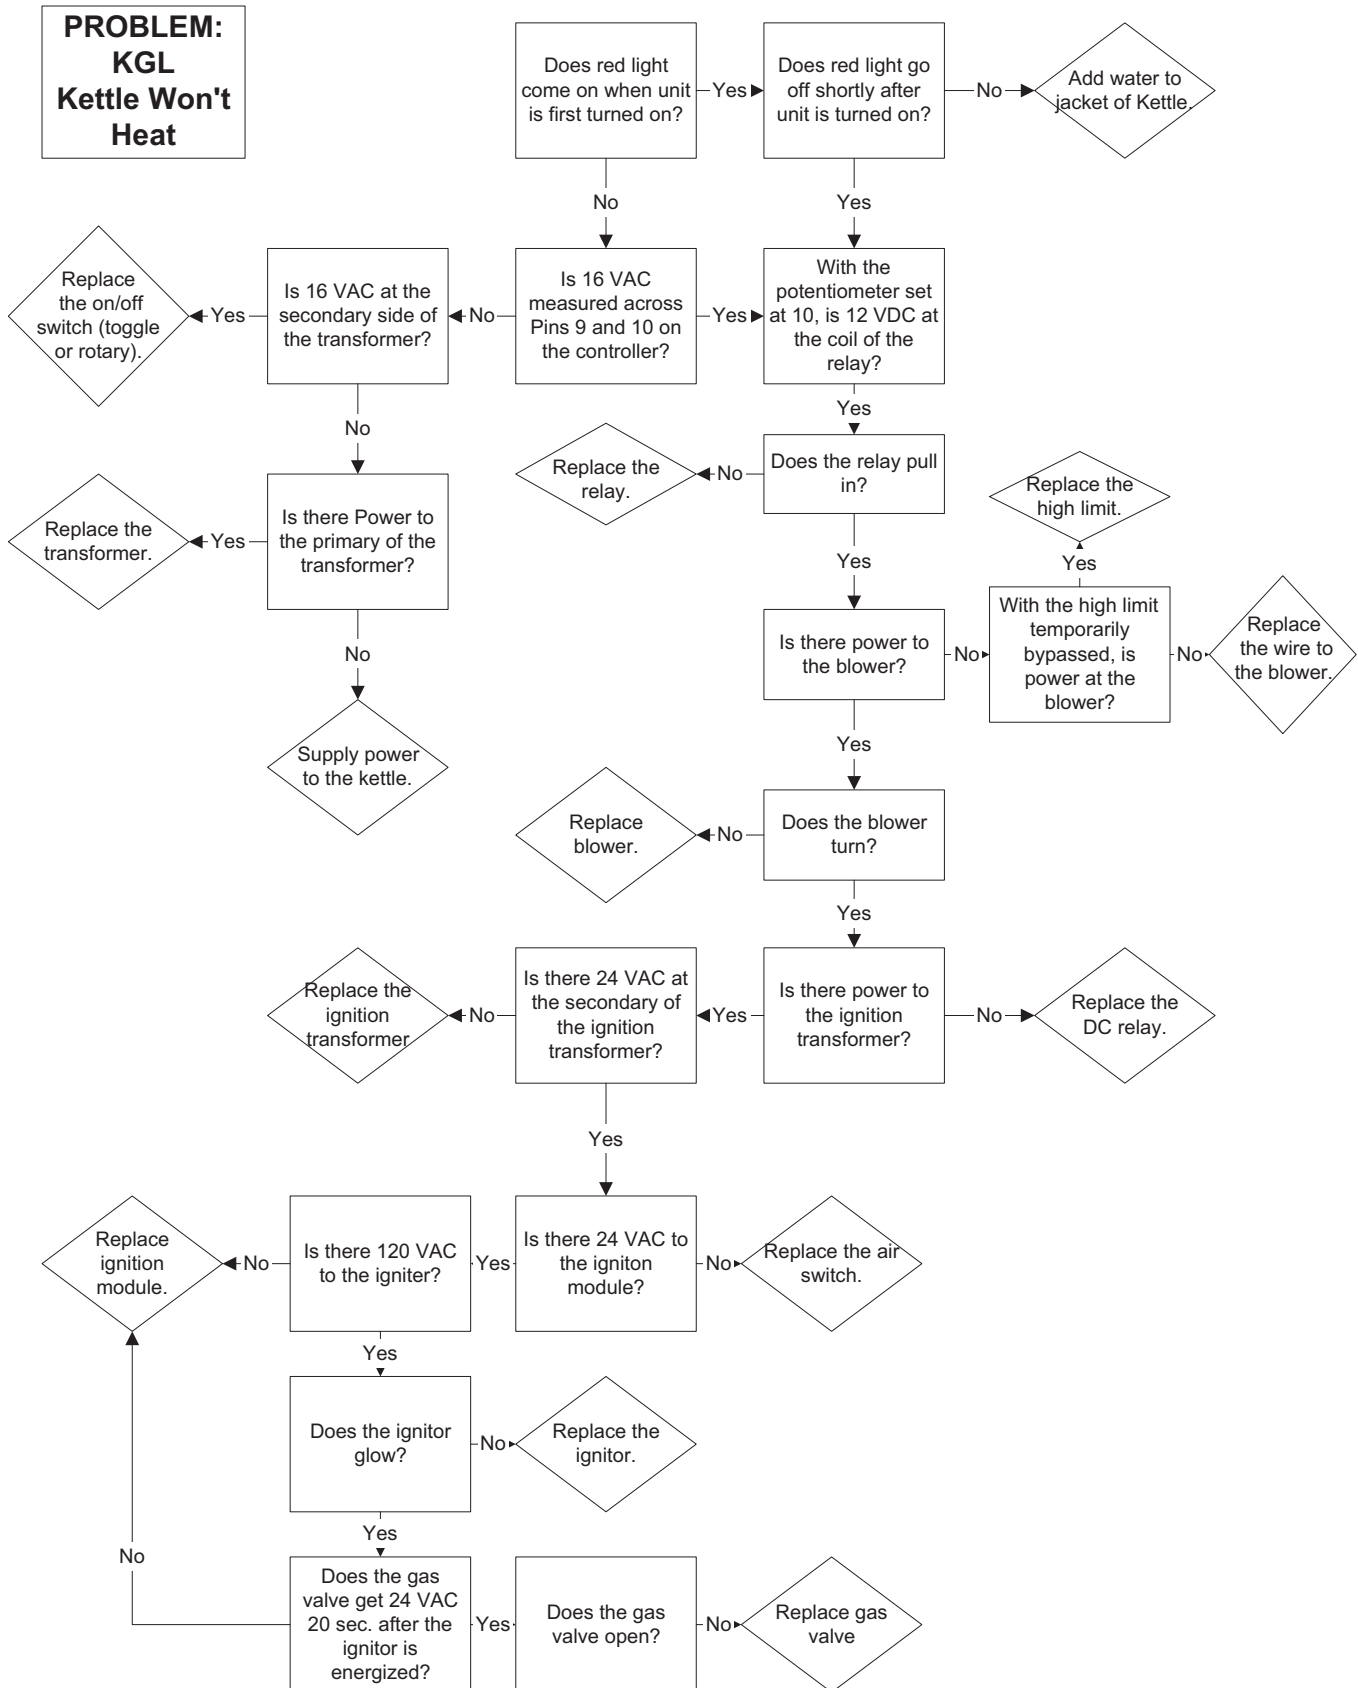 PROBLEM:
KGL
Kettle Won't
Heat
Does red light
come on when unit
is first turned on?
Yes
Does red light go
off shortly after
unit is turned on?
No
Add water to
jacket of Kettle.
No
Yes
Replace
the on/off
switch (toggle
or rotary).
Yes
Is 16 VAC at the
secondary side of
the transformer?
No
Is 16 VAC
measured across
Pins 9 and 10 on
the controller?
Yes
With the
potentiometer set
at 10, is 12 VDC at
the coil of the
relay?
No
Yes
Replace the
transformer.
Yes
Is there Power to
the primary of the
transformer?
Replace the
relay.
No
Does the relay pull
in?
Replace the
high limit.
Yes
Yes
No
Is there power to
the blower?
No
With the high limit
temporarily
bypassed, is
power at the
blower?
No
Replace
the wire to
the blower.
Supply power
to the kettle.
Yes
Replace
blower.
No
Does the blower
turn?
Yes
Replace the
ignition
transformer
No
Is there 24 VAC at
the secondary of
the ignition
transformer?
Yes
Is there power to
the ignition
transformer?
No
Replace the
DC relay.
Yes
Replace
ignition
module.
No
Is there 120 VAC
to the igniter?
Yes
Is there 24 VAC to
the igniton
module?
No
Replace the air
switch.
Yes
Does the ignitor
glow?
No
Replace the
ignitor.
Yes
No
Does the gas
valve get 24 VAC
20 sec. after the
ignitor is
energized?
Yes
Does the gas
valve open?
No
Replace gas
valve